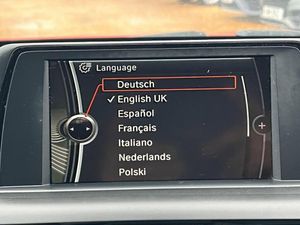 Language
Deutsch
✓ English UK
Español
Français
Italiano
Nederlands
Polski